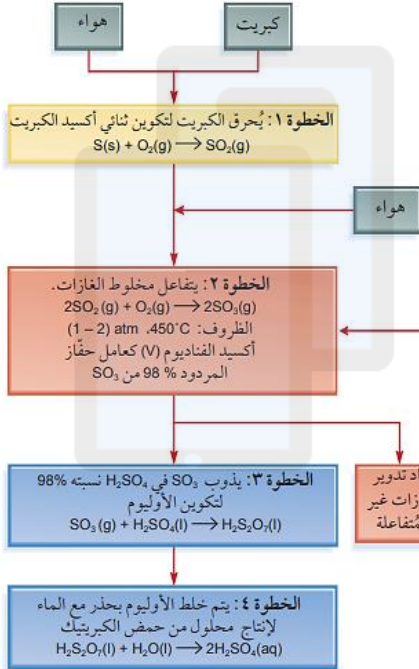 هواء
كبريت
الخطوة ١: يُحرق الكبريت لتكوين ثنائي أكسيد الكبريت
S(s) + O₂(g) ⟶ SO₂(g)
هواء
الخطوة ٢: يتفاعل مخلوط الغازات.
2SO₂(g) + O₂(g) ⟶ 2SO₃(g)
الظروف: 450˚C، (1 – 2) atm
أكسيد الفناديوم (V) كعامل حفّاز
المردود % 98 من SO₃
الخطوة ٣: يذوب SO₃ في H₂SO₄ نسبته 98%
لتكوين الأوليوم
SO₃(g) + H₂SO₄(l) ⟶ H₂S₂O₇(l)
تدوير
غير
الخطوة ٤: يتم خلط الأوليوم بحذر مع الماء
لإنتاج محلول من حمض الكبريتيك
H₂S₂O₇(l) + H₂O(l) ⟶ 2H₂SO₄(aq)